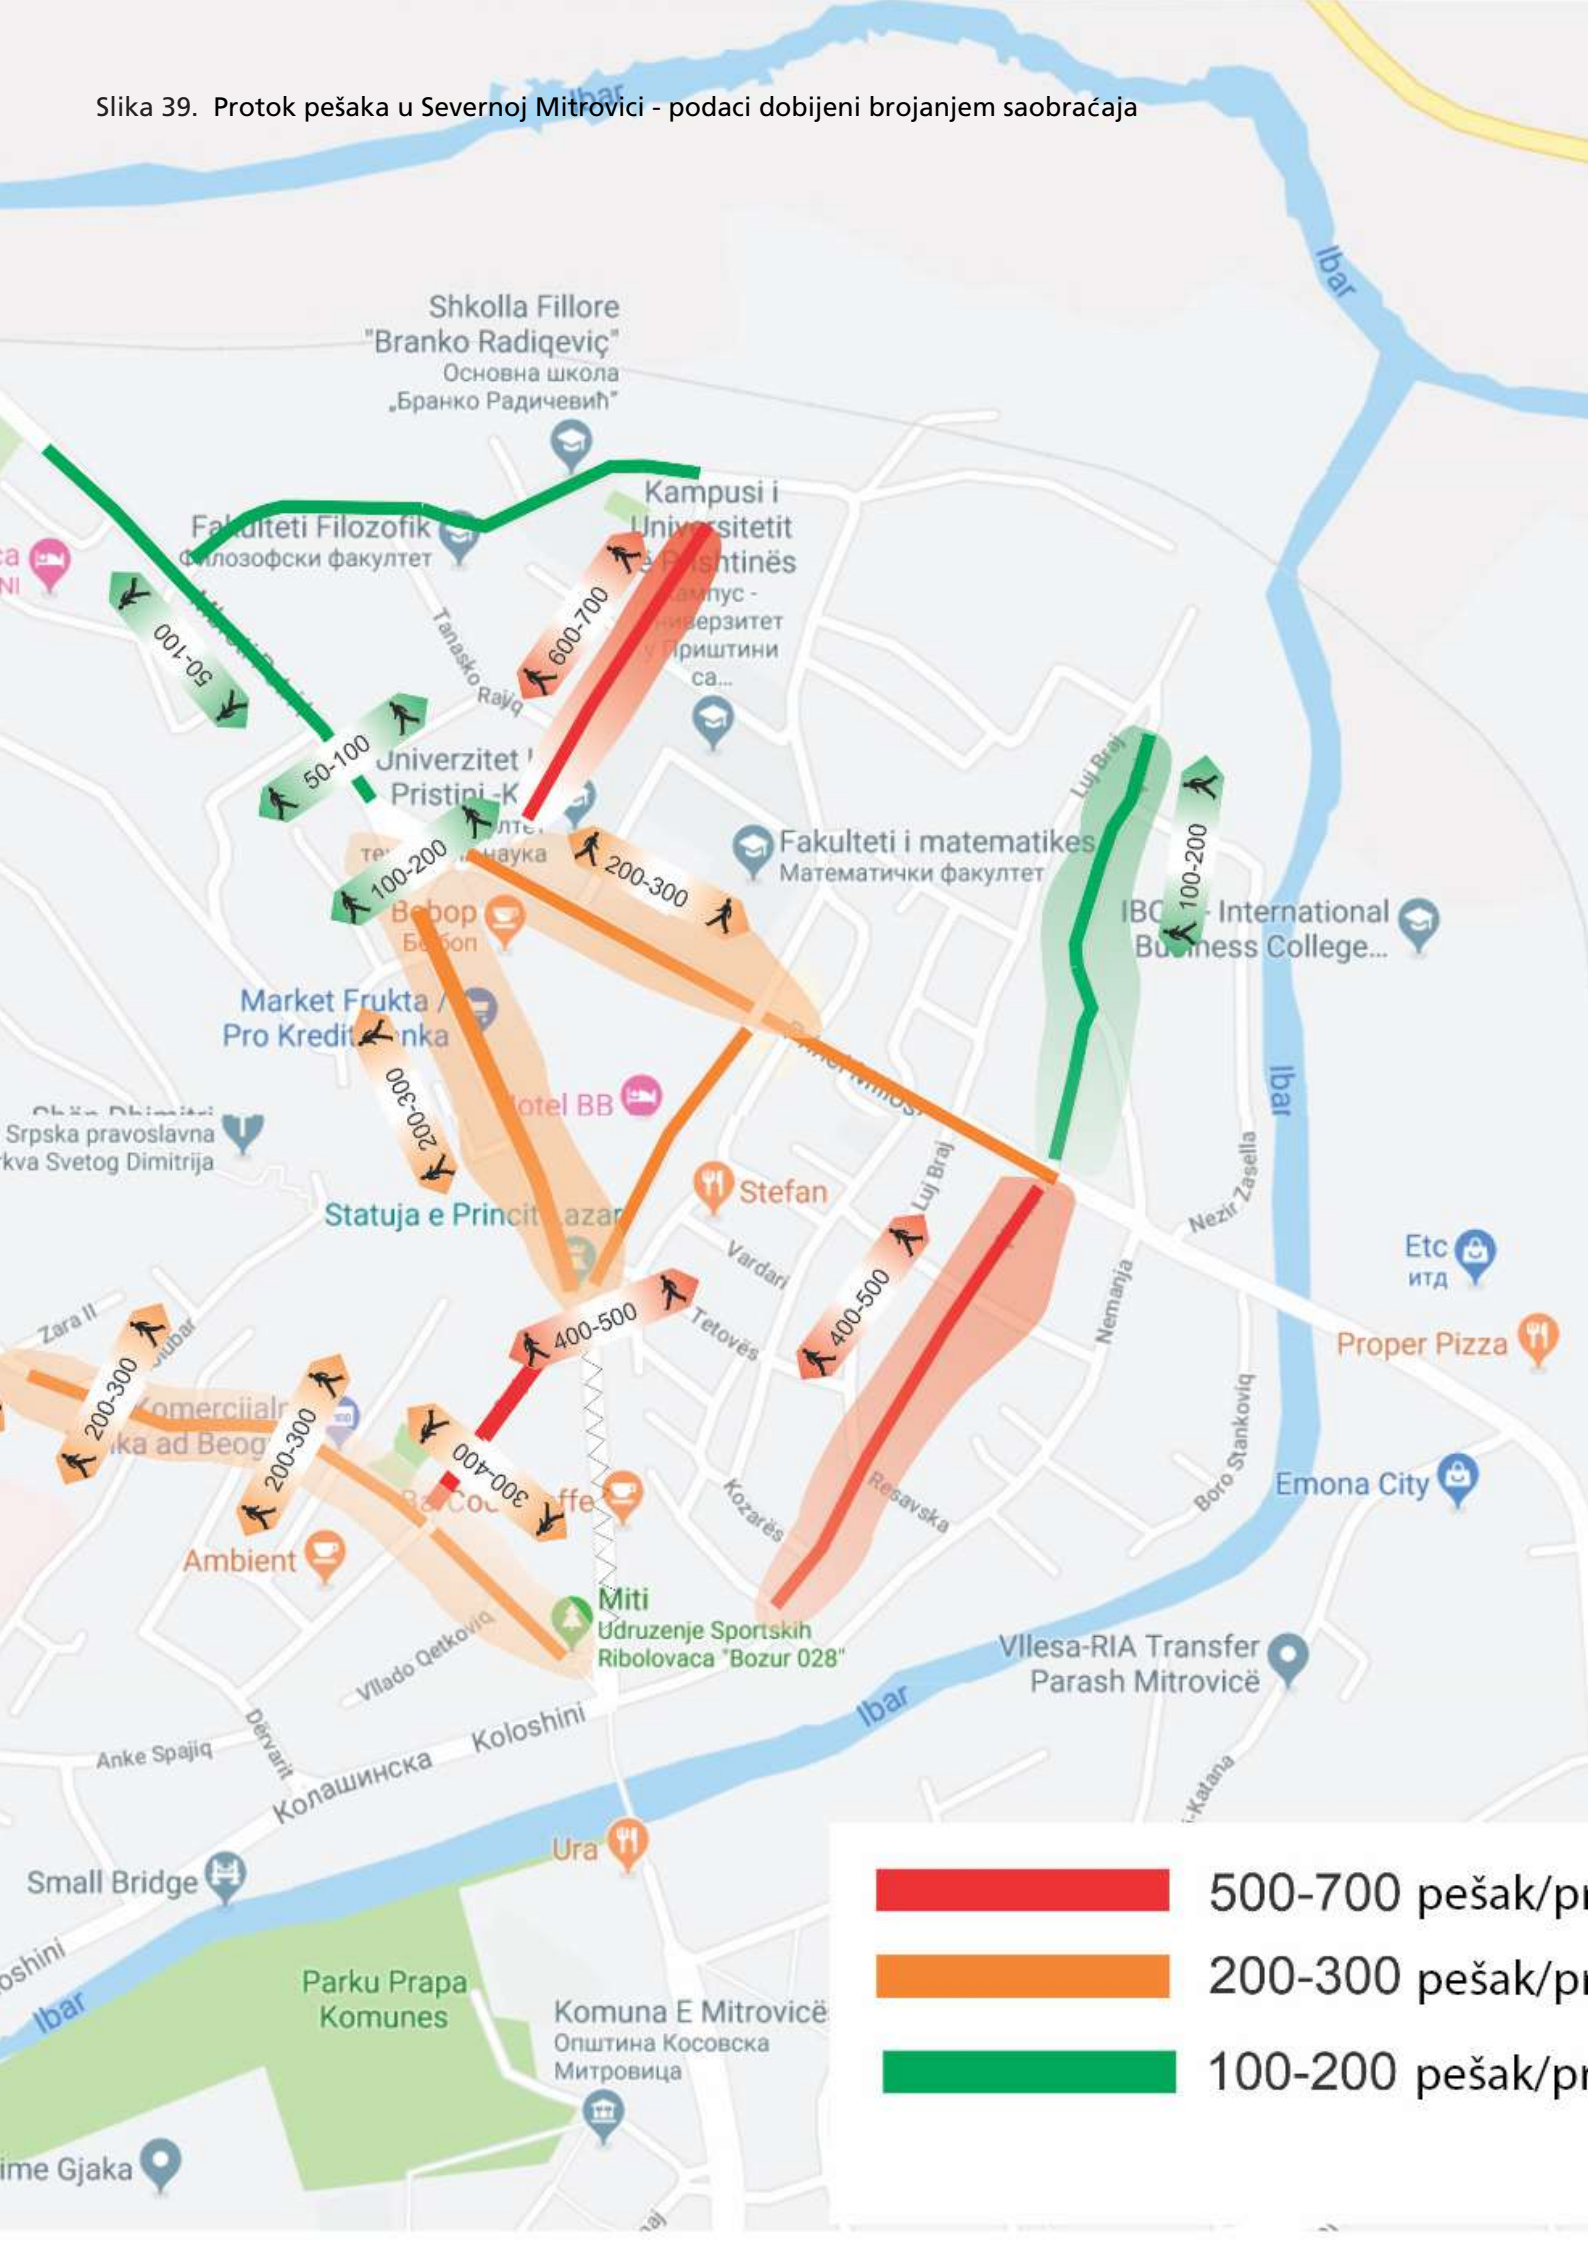 Slika 39. Protok pešaka u Severnoj Mitrovici - podaci dobijeni brojanjem saobraćaja
Ibar
Ibar
Shkolla Fillore
"Branko Radiqeviç"
Основна школа
„Бранко Радичевић"
Kampusi i
Universitetit
Prishtinës
Fakulteti Filozofik
Филозофски факултет
Приштини
са...
600-700
50-100
Tanasko Rajiq
50-100
Univerzitet
Pristini -K
наука
100-200
200-300
Luj Braj
100-200
Fakulteti i matematikes
Математички факултет
- International
Business College...
Bebop
Market Frukta /
Pro Kredit
200-300
Hotel BB
Ibar
Srpska pravoslavna
Svetog Dimitrija
Stefan
Luj Braj
Nezir Zasella
Statuja e Princit Lazar
Vardari
Etc
итд
Nemanja
400-500
400-500
Tetovës
Zara II
200-300
200-300
ad Beog
Proper Pizza
300-400
Boro Stankoviq
Emona City
Kozarës
Resavska
Ambient
Miti
Udruzenje Sportskih
Ribolovaca "Bozur 028"
Vllado Qetkoviq
Vllesa-RIA Transfer
Parash Mitrovicë
Ibar
Dërvarit
Anke Spajiq
Колашинска Koloshini
Ura
Small Bridge
500-700 pešak/
200-300 pešak/
100-200 pešak/
Ibar
Parku Prapa
Komunes
Komuna E Mitrovicë
Општина Косовска
Митровица
Gjaka